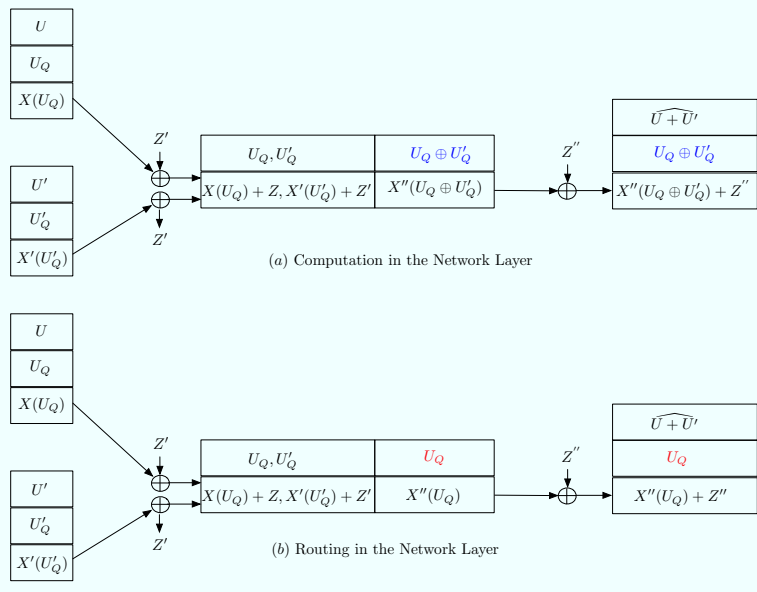 U
U_Q
X(U_Q)
Z′
U_Q, U′_Q
U_Q ⊕ U′_Q
X(U_Q) + Z, X′(U′_Q) + Z′
X′′(U_Q ⊕ U′_Q)
Z′′
\widehat{U + U′}
U_Q ⊕ U′_Q
X′′(U_Q ⊕ U′_Q) + Z′′
U′
U′_Q
X′(U′_Q)
Z′
(a) Computation in the Network Layer
U
U_Q
X(U_Q)
Z′
U_Q, U′_Q
U_Q
X(U_Q) + Z, X′(U′_Q) + Z′
X′′(U_Q)
Z′′
\widehat{U + U′}
U_Q
X′′(U_Q) + Z′′
U′
U′_Q
X′(U′_Q)
Z′
(b) Routing in the Network Layer